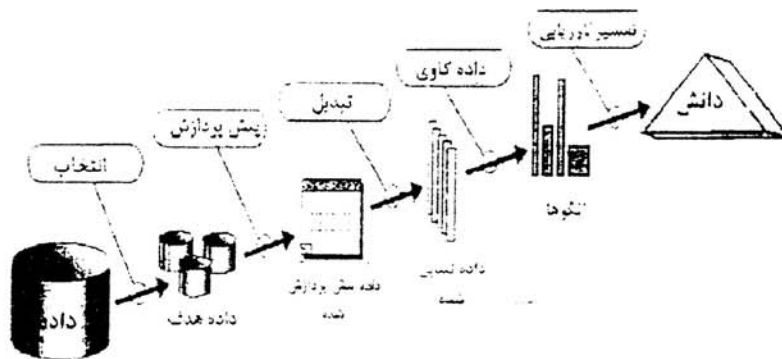 تفسیر / ارزیابی
داده کاوی
تبدیل
پیش پردازش
انتخاب
دانش
الگوها
داده تبدیل
شده
داده پیش پردازش
شده
داده هدف
داده